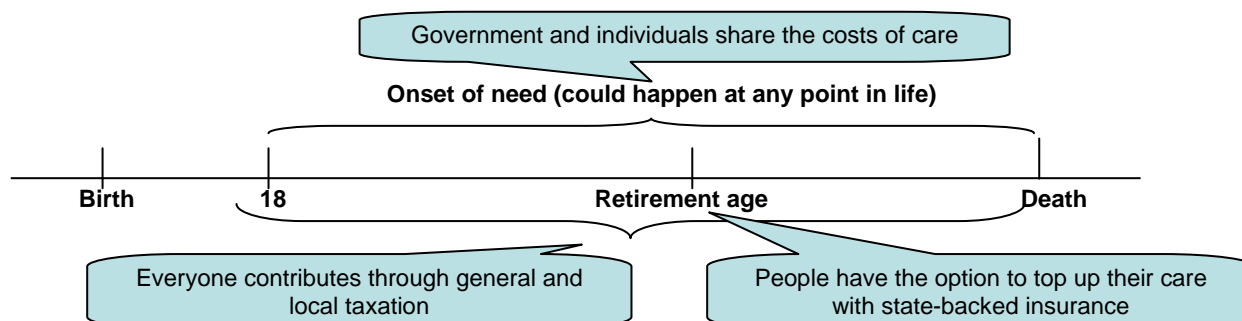 Government and individuals share the costs of care
Onset of need (could happen at any point in life)
Birth
18
Retirement age
Death
Everyone contributes through general and
local taxation
People have the option to top up their care
with state-backed insurance